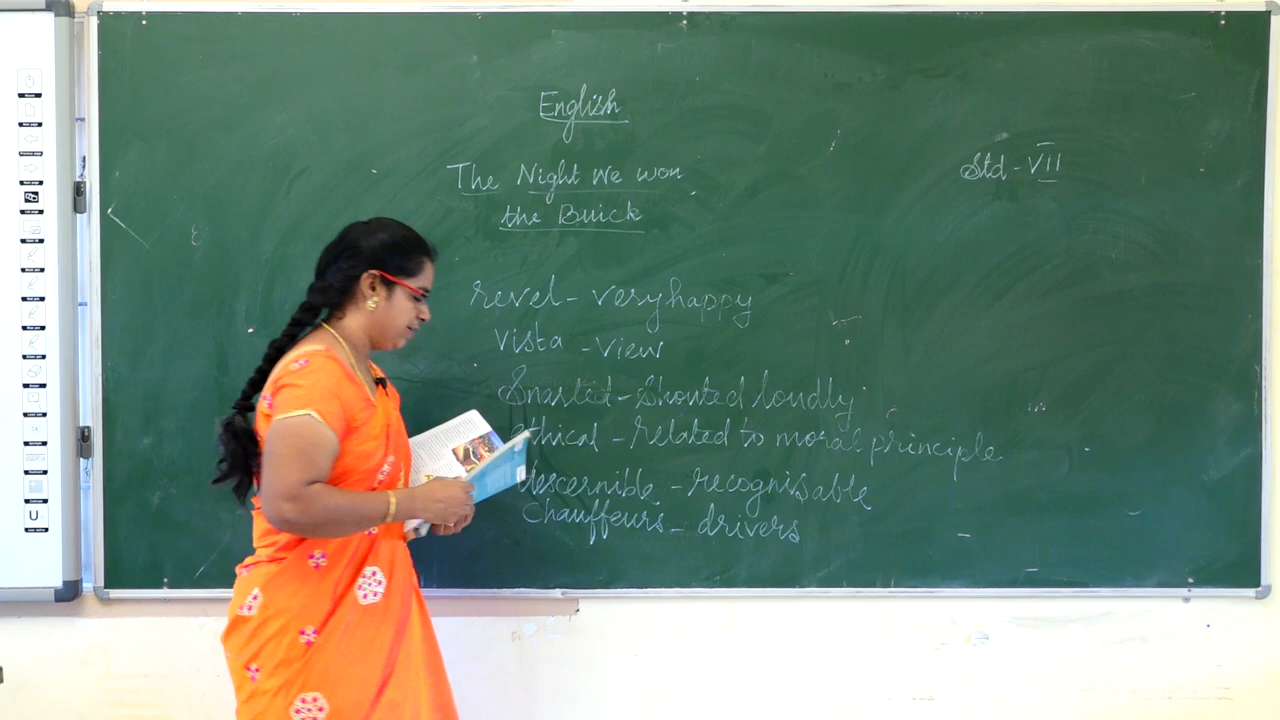 English
Std - VII
The Night We won
the Buick
revel - very happy
vista - view
Snarled - Shouted loudly
ethical - related to moral principle
discernible - recognisable
Chauffeurs - drivers